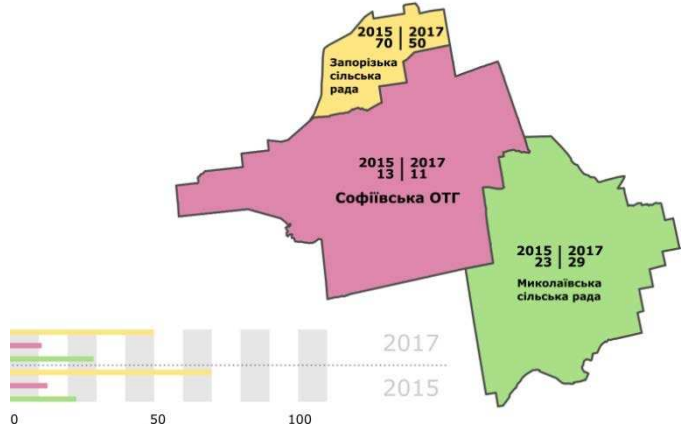 2015 | 2017
70 | 50
Запорізька
сільська
рада
2015 | 2017
13 | 11
Софіївська ОТГ
2015 | 2017
23 | 29
Миколаївська
сільська рада
2017
2015
0 50 100